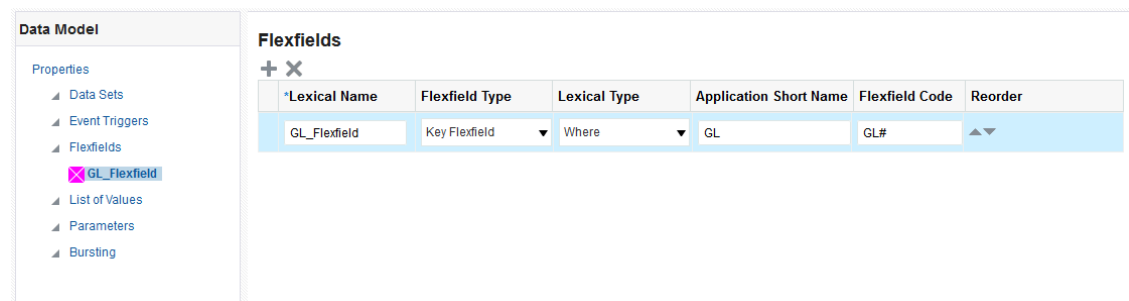 Data Model
Properties
Data Sets
Event Triggers
Flexfields
GL_Flexfield
List of Values
Parameters
Bursting
Flexfields
*Lexical Name Flexfield Type Lexical Type Application Short Name Flexfield Code Reorder
GL_Flexfield Key Flexfield Where GL GL#